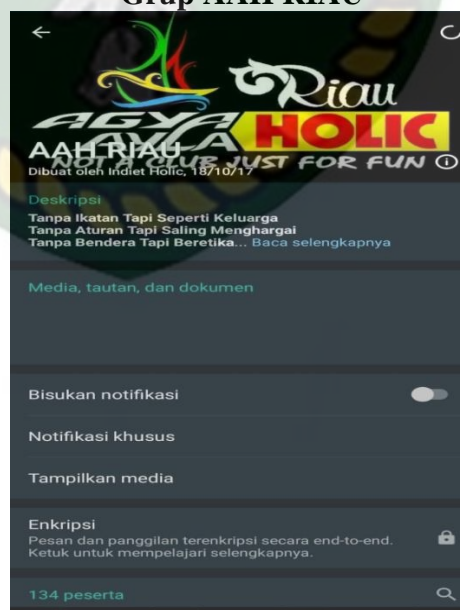 Grup AAH RIAU
Riau
AGYA
AYLA HOLIC
AAH RIAU
NOT A CLUB JUST FOR FUN
Dibuat oleh Indiet Holic, 18/10/17
Deskripsi
Tanpa Ikatan Tapi Seperti Keluarga
Tanpa Aturan Tapi Saling Menghargai
Tanpa Bendera Tapi Beretika... Baca selengkapnya
Media, tautan, dan dokumen
Bisukan notifikasi
Notifikasi khusus
Tampilkan media
Enkripsi
Pesan dan panggilan terenkripsi secara end-to-end.
Ketuk untuk mempelajari selengkapnya.
134 peserta